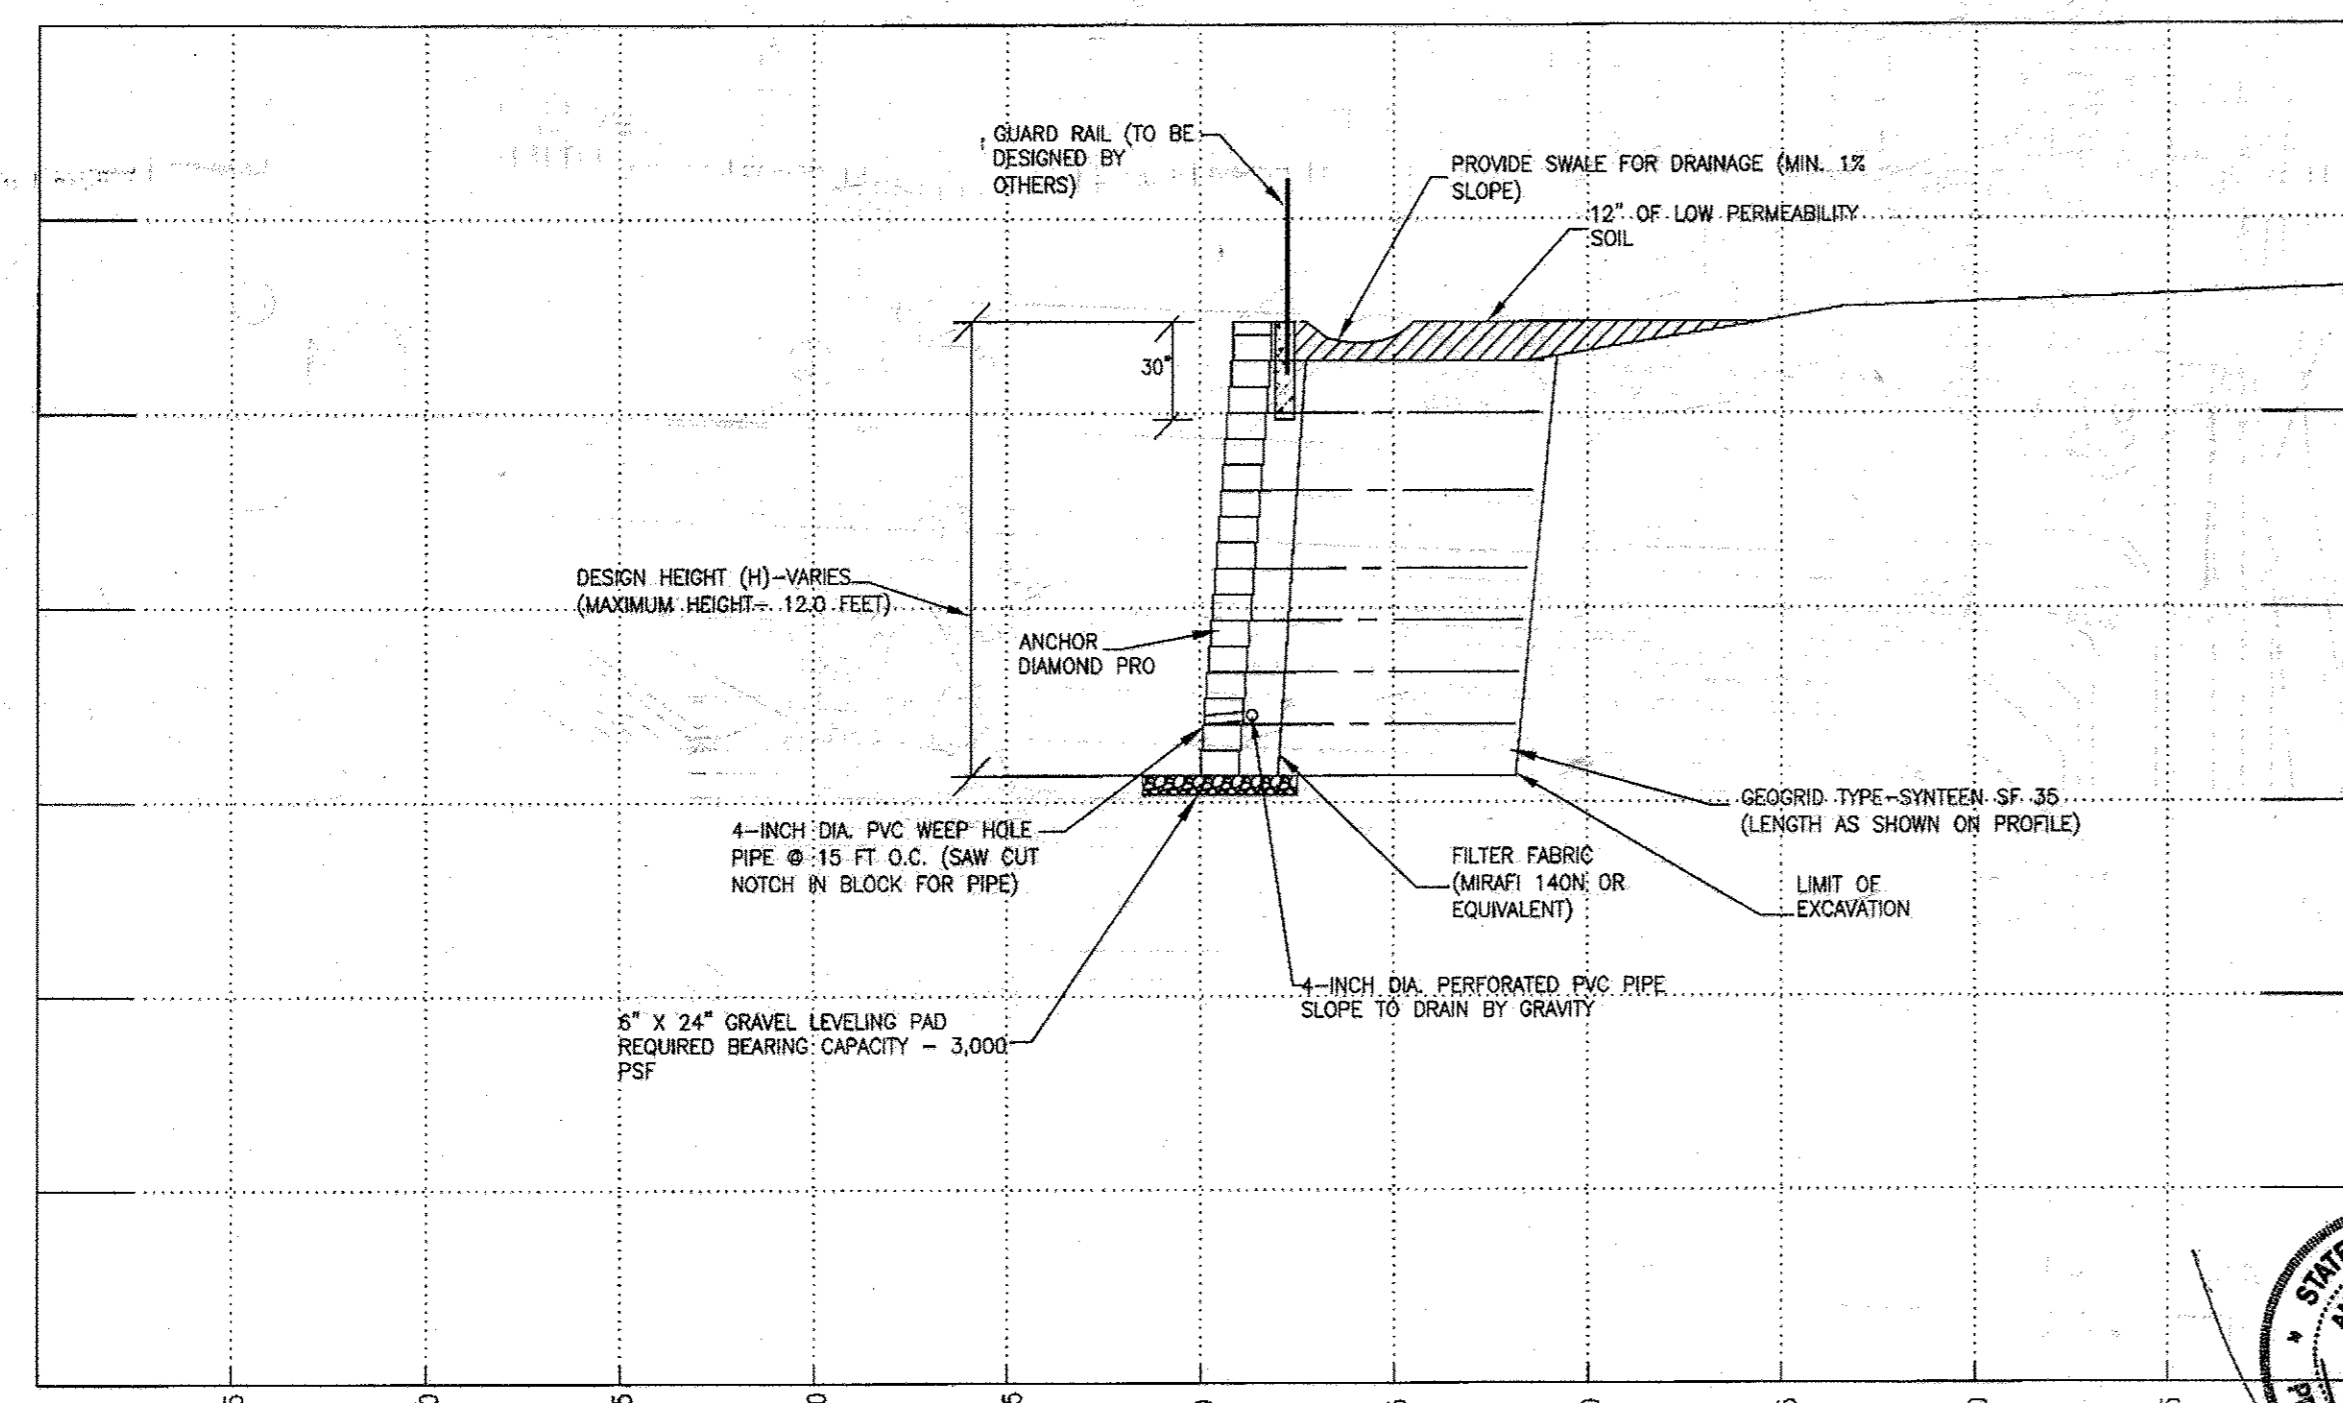 GUARD RAIL (TO BE
DESIGNED BY
OTHERS)
PROVIDE SWALE FOR DRAINAGE (MIN. 1%
SLOPE)
12" OF LOW PERMEABILITY
SOIL
30"
DESIGN HEIGHT (H)-VARIES
(MAXIMUM HEIGHT- 12.0 FEET)
ANCHOR
DIAMOND PRO
GEOGRID TYPE-SYNTEEN SF 35
(LENGTH AS SHOWN ON PROFILE)
4-INCH DIA. PVC WEEP HOLE
PIPE @ 15 FT O.C. (SAW CUT
NOTCH IN BLOCK FOR PIPE)
FILTER FABRIC
(MIRAFI 140N OR
EQUIVALENT)
LIMIT OF
EXCAVATION
4-INCH DIA. PERFORATED PVC PIPE
SLOPE TO DRAIN BY GRAVITY
6" X 24" GRAVEL LEVELING PAD
REQUIRED BEARING CAPACITY - 3,000
PSF
STATE